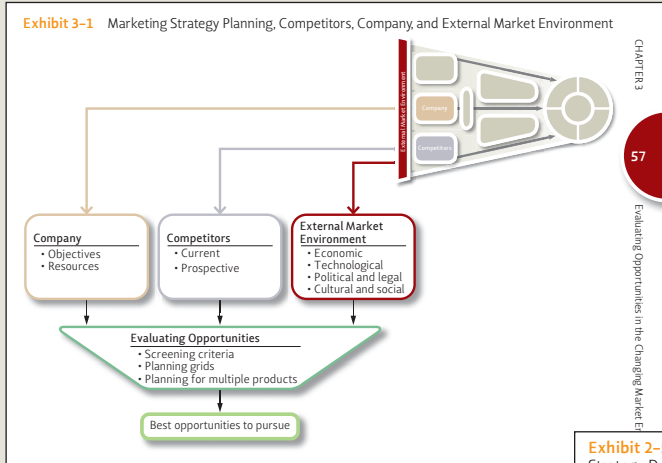 Exhibit 3–1 Marketing Strategy Planning, Competitors, Company, and External Market Environment
External Market Environment
Company
Competitors
CHAPTER 3
57
Evaluating Opportunities in the Changing Market
Company
• Objectives
• Resources
Competitors
• Current
• Prospective
External Market
Environment
• Economic
• Technological
• Political and legal
• Cultural and social
Evaluating Opportunities
• Screening criteria
• Planning grids
• Planning for multiple products
Best opportunities to pursue
Exhibit 2–